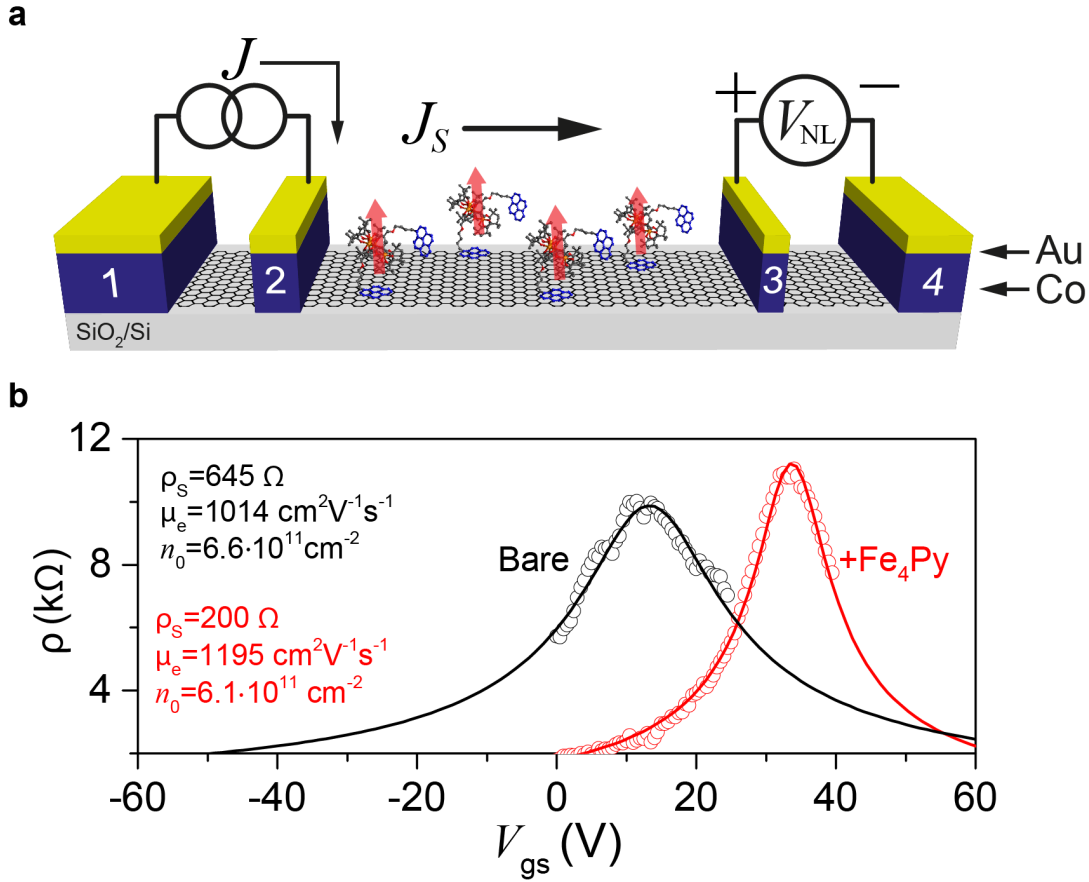 a
J
J_S
+
V_NL
−
1
2
3
4
Au
Co
SiO₂/Si
b
12
8
4
ρ (kΩ)
ρ_S=645 Ω
μ_e=1014 cm²V⁻¹s⁻¹
n₀=6.6·10¹¹cm⁻²
ρ_S=200 Ω
μ_e=1195 cm²V⁻¹s⁻¹
n₀=6.1·10¹¹ cm⁻²
Bare
+Fe₄Py
-60
-40
-20
0
20
40
60
V_gs (V)